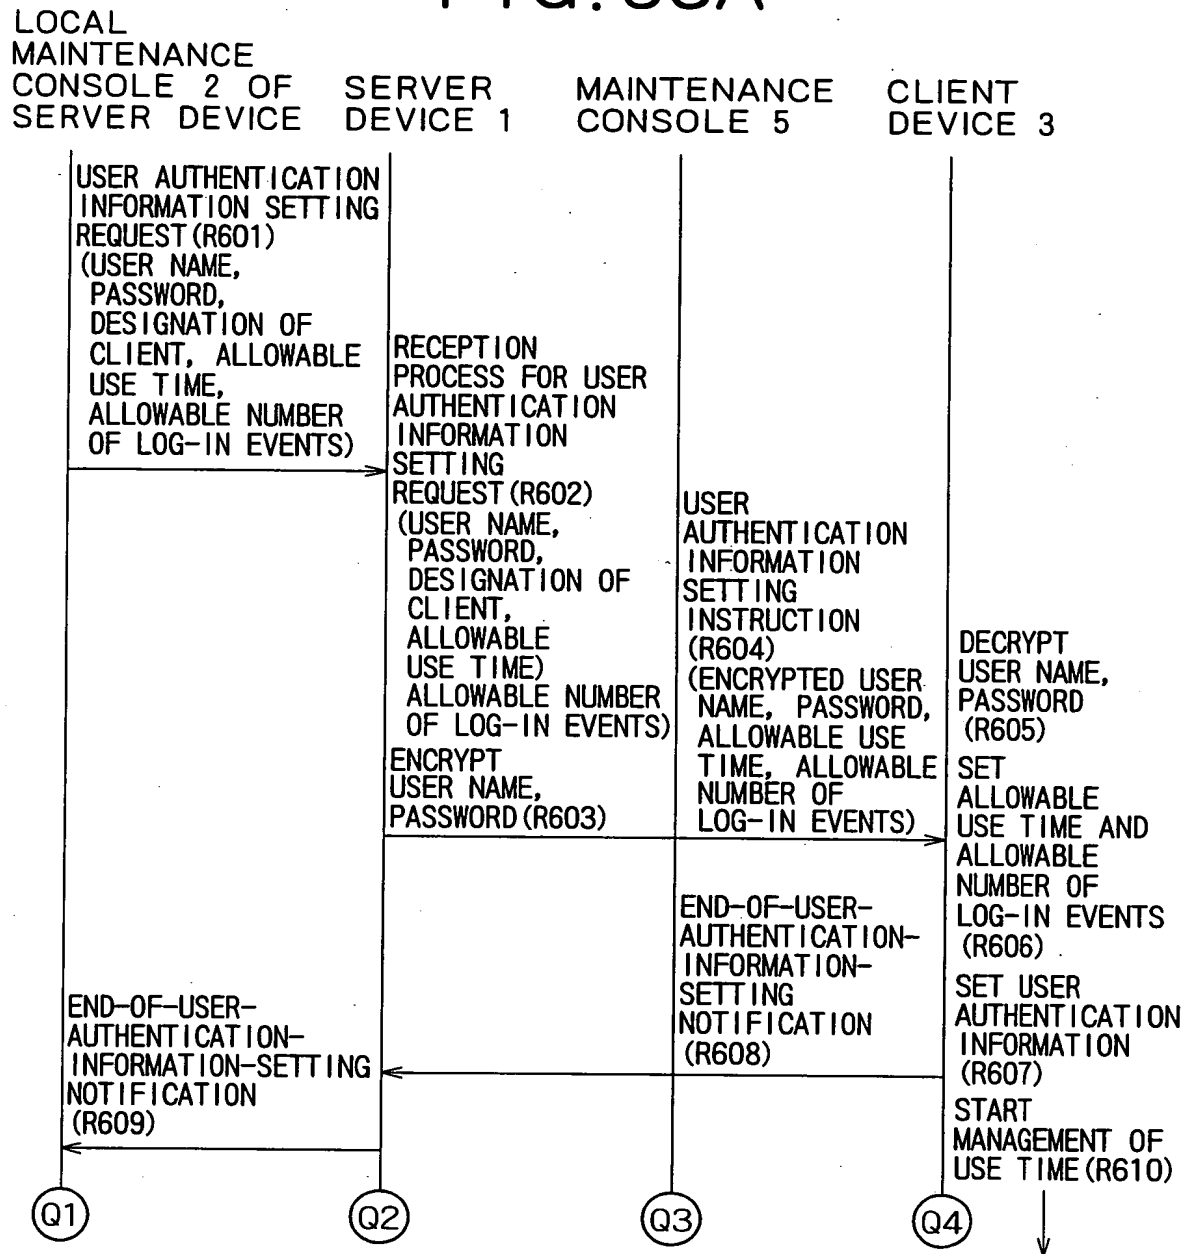 LOCAL
MAINTENANCE
CONSOLE 2 OF
SERVER DEVICE
SERVER
DEVICE 1
MAINTENANCE
CONSOLE 5
CLIENT
DEVICE 3
USER AUTHENTICATION
INFORMATION SETTING
REQUEST(R601)
(USER NAME,
PASSWORD,
DESIGNATION OF
CLIENT, ALLOWABLE
USE TIME,
ALLOWABLE NUMBER
OF LOG-IN EVENTS)
RECEPTION
PROCESS FOR USER
AUTHENTICATION
INFORMATION
SETTING
REQUEST(R602)
(USER NAME,
PASSWORD,
DESIGNATION OF
CLIENT,
ALLOWABLE
USE TIME)
ALLOWABLE NUMBER
OF LOG-IN EVENTS)
ENCRYPT
USER NAME,
PASSWORD(R603)
USER
AUTHENTICATION
INFORMATION
SETTING
INSTRUCTION
(R604)
(ENCRYPTED USER
NAME, PASSWORD,
ALLOWABLE USE
TIME, ALLOWABLE
NUMBER OF
LOG-IN EVENTS)
DECRYPT
USER NAME,
PASSWORD
(R605)
SET
ALLOWABLE
USE TIME AND
ALLOWABLE
NUMBER OF
LOG-IN EVENTS
(R606)
SET USER
AUTHENTICATION
INFORMATION
(R607)
END-OF-USER-
AUTHENTICATION-
INFORMATION-
SETTING
NOTIFICATION
(R608)
END-OF-USER-
AUTHENTICATION-
INFORMATION-SETTING
NOTIFICATION
(R609)
START
MANAGEMENT OF
USE TIME(R610)
Q1
Q2
Q3
Q4